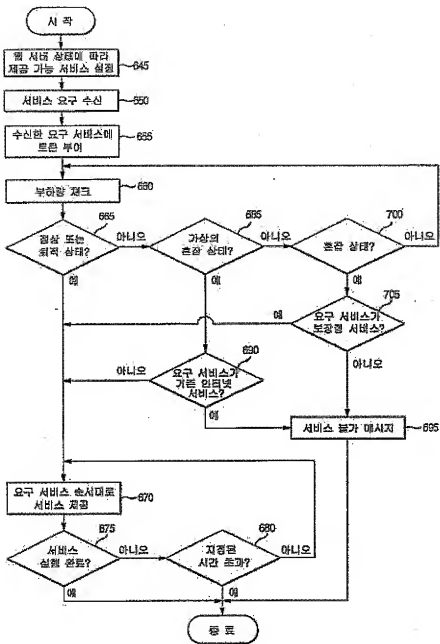 시 작
웹 서버 상태에 따라
제공 가능 서비스 설정
645
서비스 요구 수신
650
수신한 요구 서비스에
토큰 부여
655
부하량 체크
660
정상 또는
최적 상태?
665
아니오
예
가상의
혼잡 상태?
685
아니오
예
혼잡 상태?
700
아니오
예
요구 서비스가
보장형 서비스?
705
예
아니오
요구 서비스가
기존 인터넷
서비스?
690
아니오
예
서비스 불가 메시지
695
요구 서비스 순서대로
서비스 제공
670
서비스
실행 완료?
675
아니오
예
지정된
시간 초과?
680
아니오
예
종 료